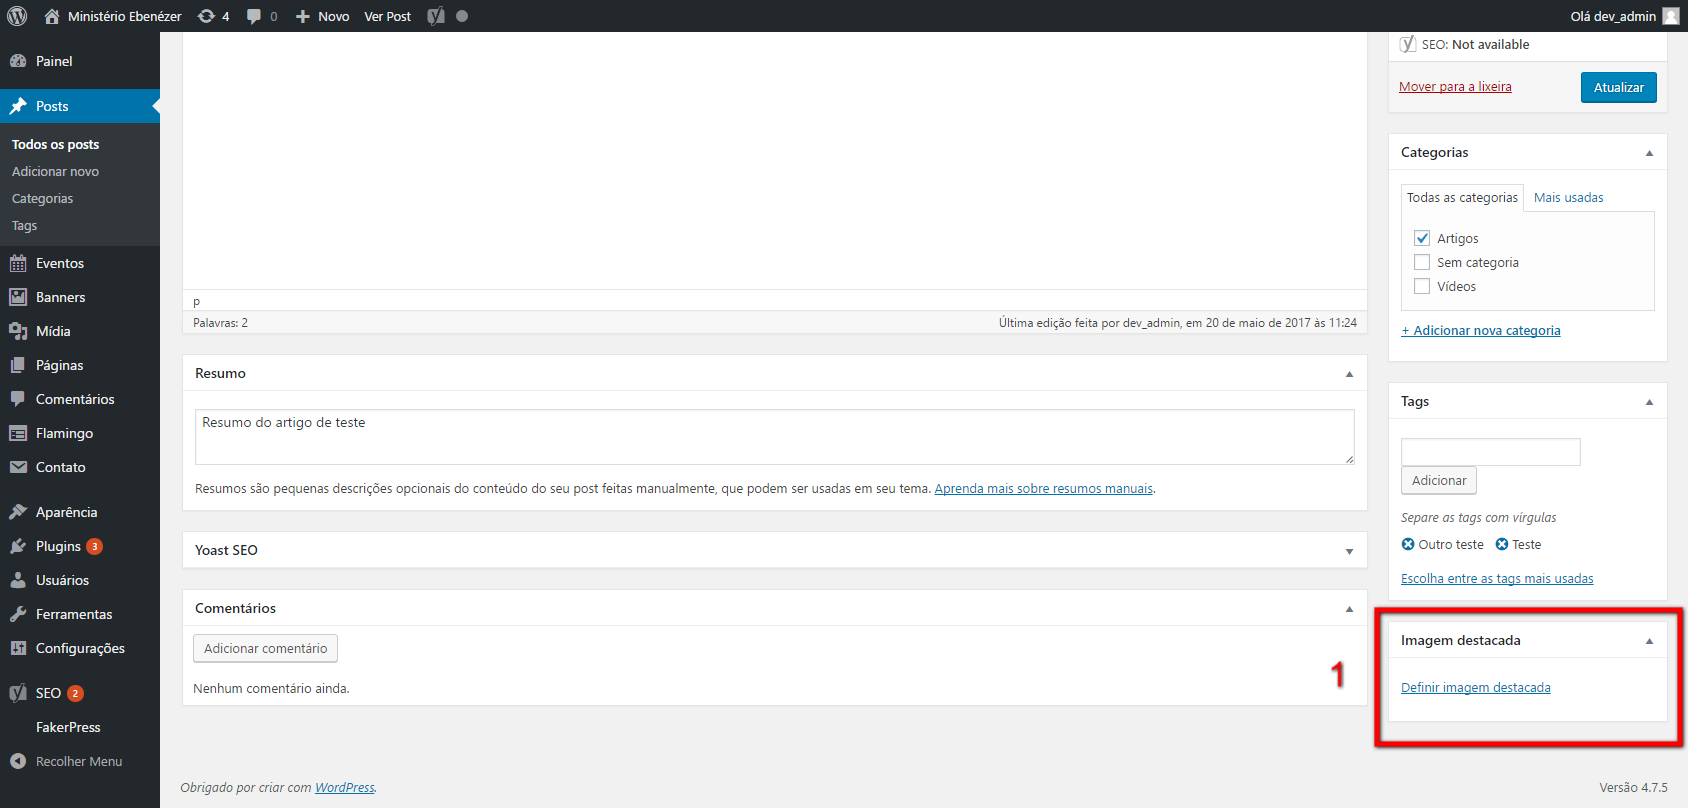 Ministério Ebenézer 4 0 Novo Ver Post Olá dev_admin
Painel
Posts
Todos os posts
Adicionar novo
Categorias
Tags
Eventos
Banners
Mídia
Páginas
Comentários
Flamingo
Contato
Aparência
Plugins 3
Usuários
Ferramentas
Configurações
SEO 2
FakerPress
Recolher Menu
p
Palavras: 2 Última edição feita por dev_admin, em 20 de maio de 2017 às 11:24
Resumo
Resumo do artigo de teste
Resumos são pequenas descrições opcionais do conteúdo do seu post feitas manualmente, que podem ser usadas em seu tema. Aprenda mais sobre resumos manuais.
Yoast SEO
Comentários
Adicionar comentário
Nenhum comentário ainda.
1
SEO: Not available
Mover para a lixeira Atualizar
Categorias
Todas as categorias Mais usadas
Artigos
Sem categoria
Vídeos
+ Adicionar nova categoria
Tags
Adicionar
Separe as tags com vírgulas
Outro teste Teste
Escolha entre as tags mais usadas
Imagem destacada
Definir imagem destacada
Obrigado por criar com WordPress. Versão 4.7.5